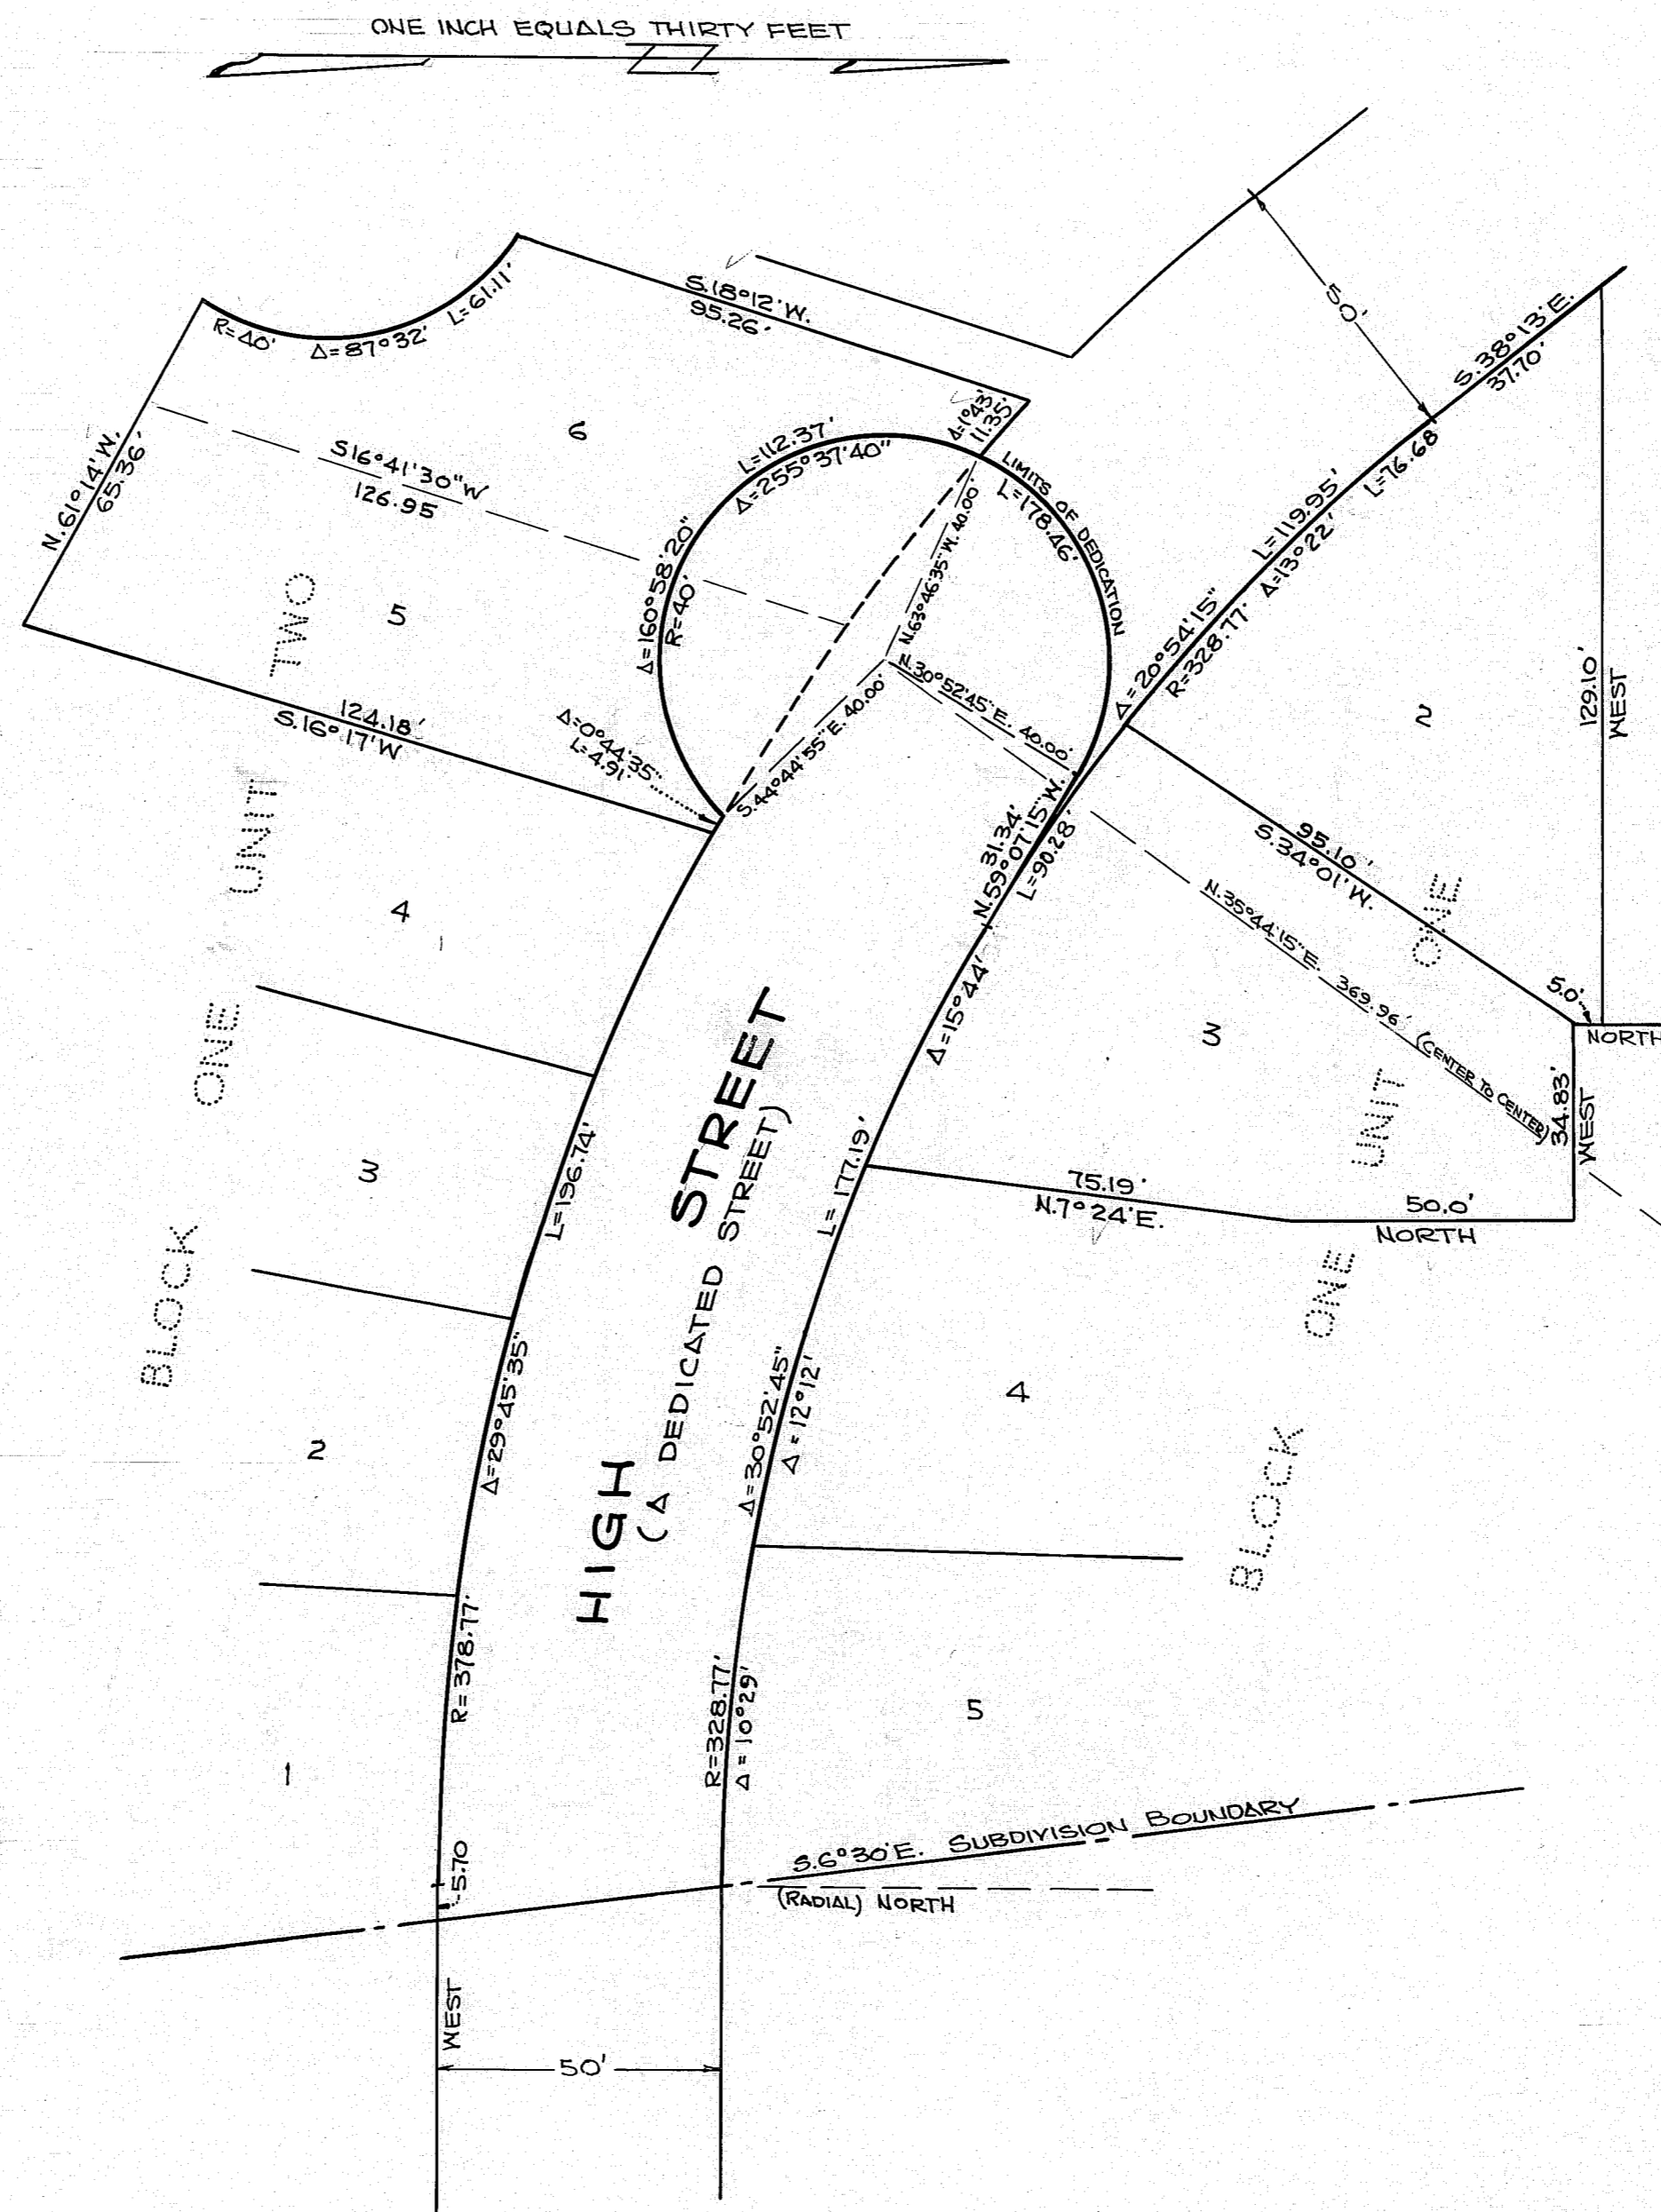 ONE INCH EQUALS THIRTY FEET
50'
S.38°13'E.
37.70'
S.18°12'W.
95.26'
R=40'
Δ=87°32'
L=61.11'
N.61°14'W.
65.36'
6
S16°41'30"W
126.95
L=112.37'
Δ=255°37'40"
Δ=1°43'
11.35'
LIMITS OF DEDICATION
L=178.46'
L=119.95'
Δ=13°22'
L=76.68'
Δ=160°58'20"
R=40'
N.63°46'35"W. 40.00'
Δ=20°54'15"
R=328.77'
TWO
5
N.30°52'45"E. 40.00'
S.44°44'55"E. 40.00'
2
129.10'
WEST
124.18'
S.16°17'W
Δ=0°44'35"
L=4.91'
UNIT
31.34'
N.59°07'15"W.
L=90.28'
95.10'
S.34°01'W.
ONE
4
N.35°44'15"E. 369.96' (CENTER TO CENTER)
5.0'
NORTH
Δ=15°44'
3
ONE
34.83'
WEST
UNIT
HIGH STREET
(A DEDICATED STREET)
3
L=196.74'
L=177.19'
75.19'
N.7°24'E.
50.0'
NORTH
BLOCK
ONE
Δ=29°45'35"
Δ=30°52'45"
Δ=12°12'
4
2
BLOCK
R=378.77'
R=328.77'
Δ=10°29'
5
1
S.6°30'E. SUBDIVISION BOUNDARY
(RADIAL) NORTH
5.70
WEST
50'